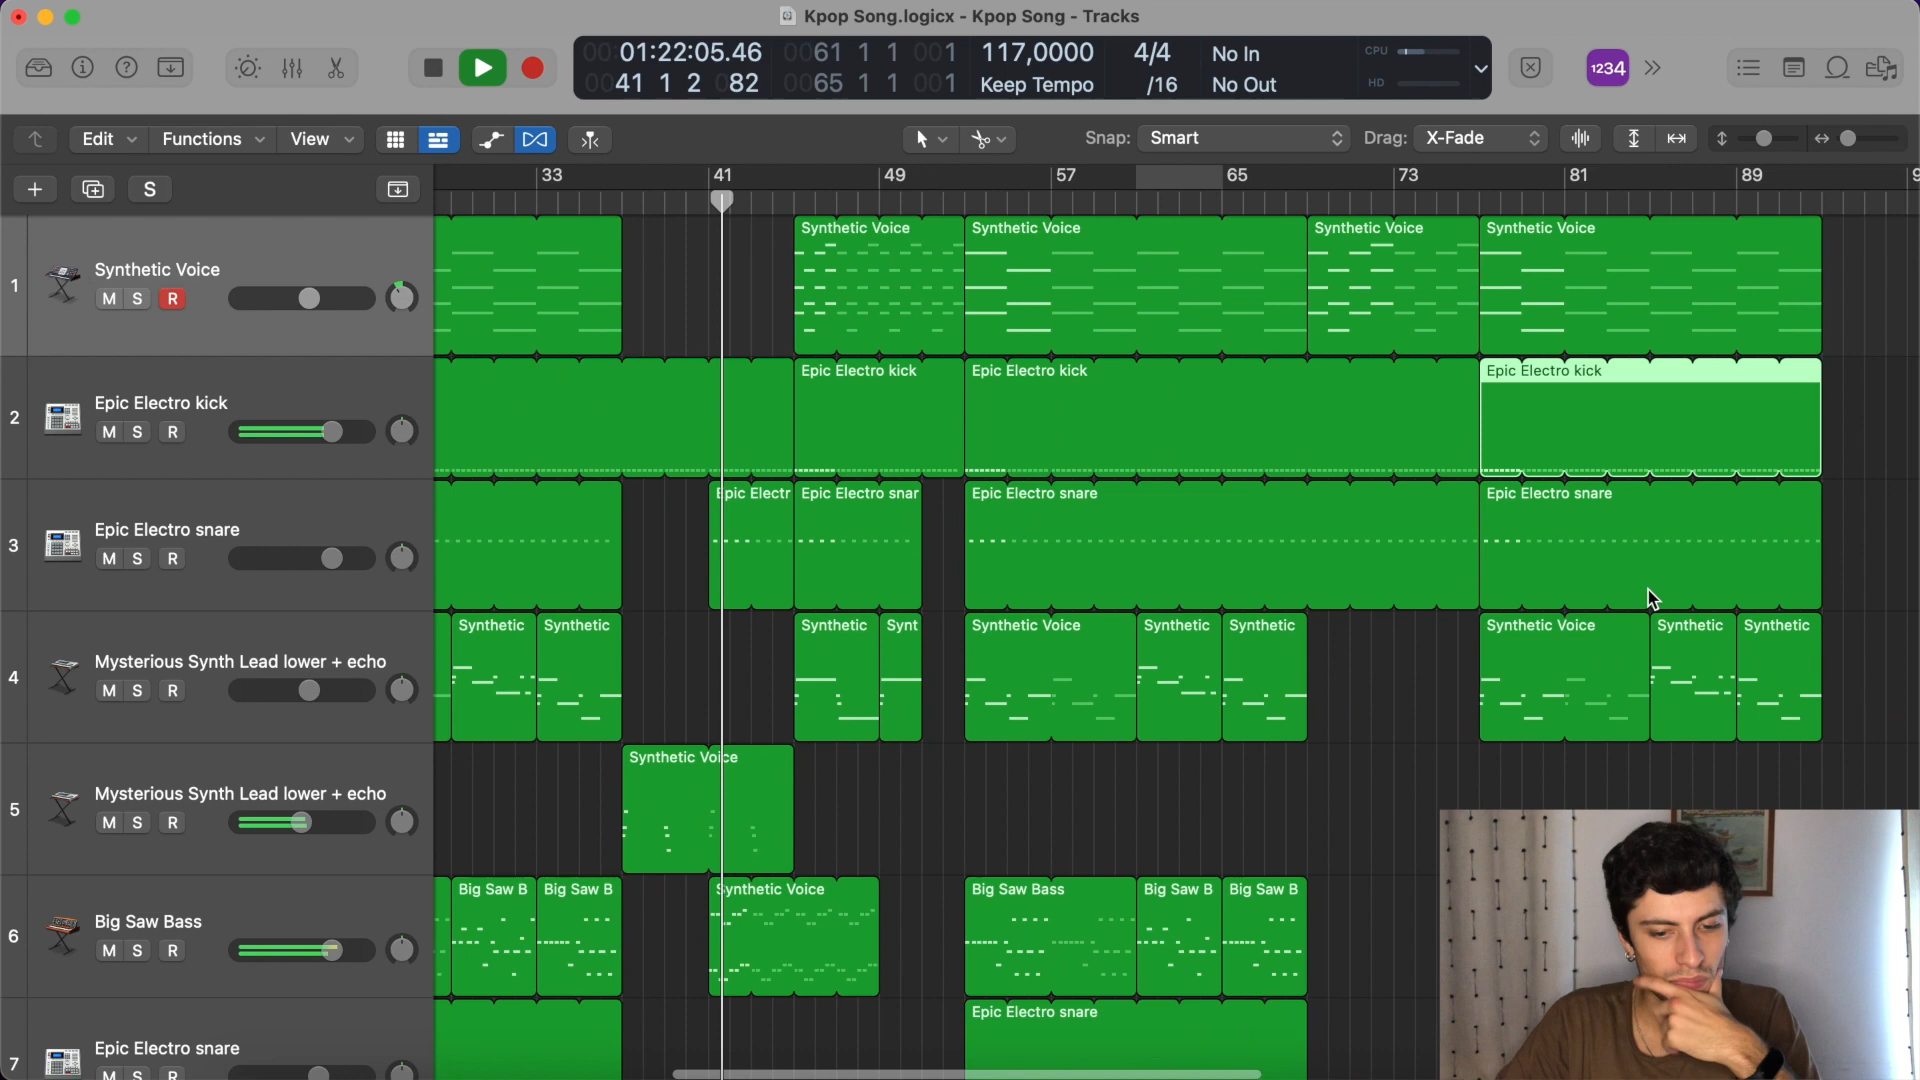 Kpop Song.logicx - Kpop Song - Tracks
00 01:22:05.46 0061 1 1 001 117,0000 4/4 No In CPU
00 41 1 2 082 0065 1 1 001 Keep Tempo /16 No Out HD
1234
Edit Functions View Snap: Smart Drag: X-Fade
S
33 41 49 57 65 73 81 89 9
1 Synthetic Voice
M S R
Synthetic Voice Synthetic Voice Synthetic Voice Synthetic Voice
2 Epic Electro kick
M S R
Epic Electro kick Epic Electro kick Epic Electro kick
3 Epic Electro snare
M S R
Epic Electr Epic Electro snar Epic Electro snare Epic Electro snare
4 Mysterious Synth Lead lower + echo
M S R
Synthetic Synthetic Synthetic Synt Synthetic Voice Synthetic Synthetic Synthetic Voice Synthetic Synthetic
5 Mysterious Synth Lead lower + echo
M S R
Synthetic Voice
6 Big Saw Bass
M S R
Big Saw B Big Saw B Synthetic Voice Big Saw Bass Big Saw B Big Saw B
7 Epic Electro snare
M S R
Epic Electro snare